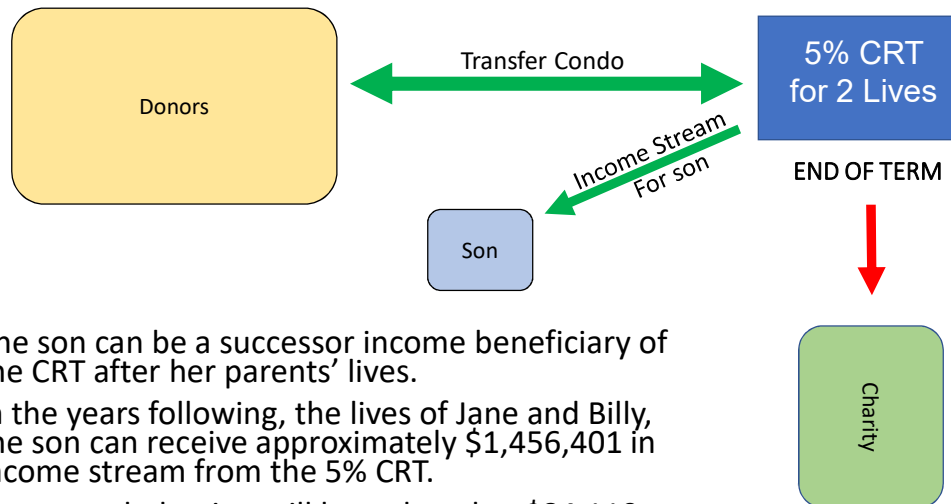 Transfer Condo
5% CRT
for 2 Lives
Donors
Income Stream
For son
END OF TERM
Son
Charity
he son can be a successor income beneficiary of
he CRT after her parents’ lives.
the years following, the lives of Jane and Billy,
he son can receive approximately $1,456,401 in
ncome stream from the 5% CRT.